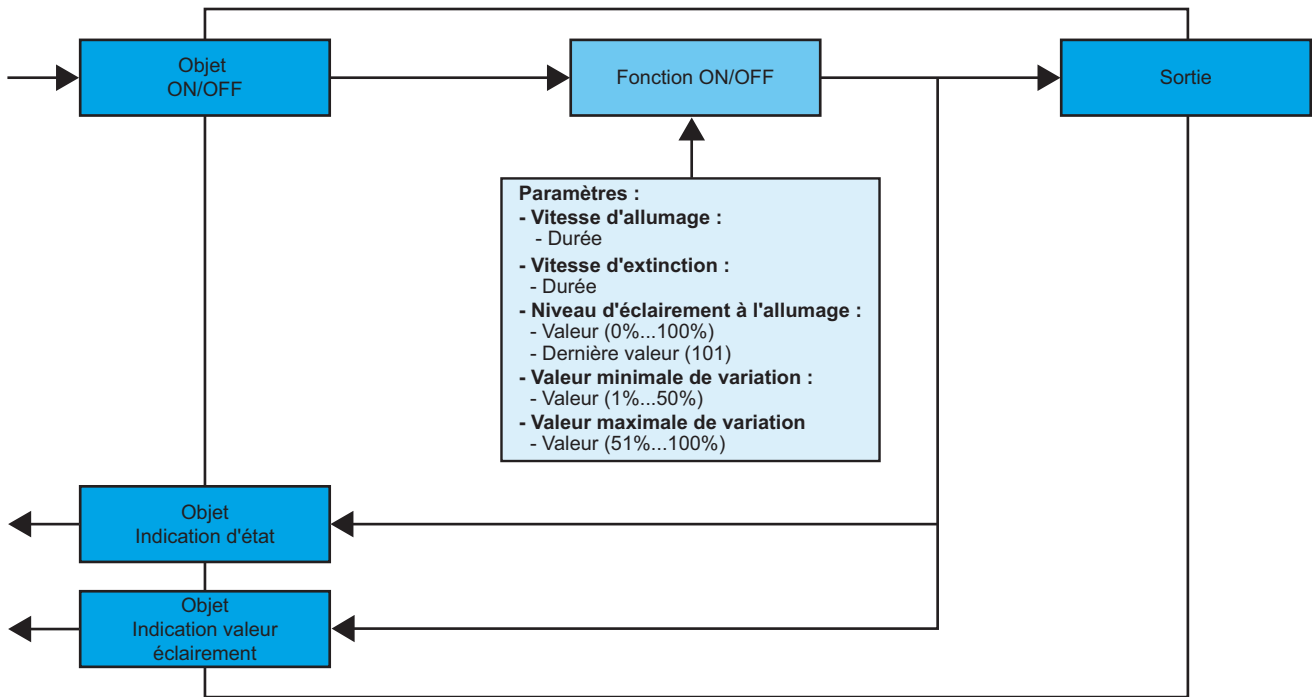 Objet
ON/OFF
Fonction ON/OFF
Sortie
Paramètres :
- Vitesse d'allumage :
- Durée
- Vitesse d'extinction :
- Durée
- Niveau d'éclairement à l'allumage :
- Valeur (0%...100%)
- Dernière valeur (101)
- Valeur minimale de variation :
- Valeur (1%...50%)
- Valeur maximale de variation
- Valeur (51%...100%)
Objet
Indication d'état
Objet
Indication valeur
éclairement